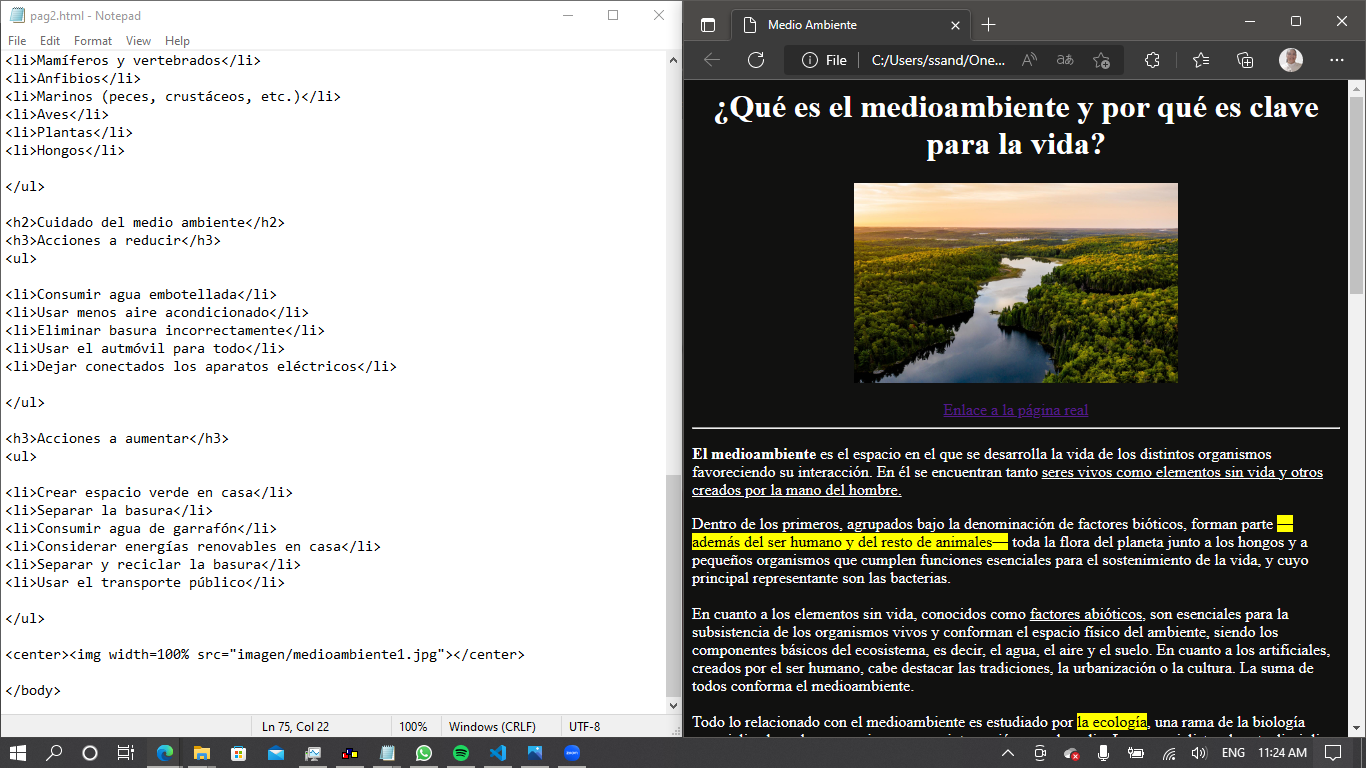 pag2.html - Notepad
File Edit Format View Help
<li>Mamíferos y vertebrados</li>
<li>Anfibios</li>
<li>Marinos (peces, crustáceos, etc.)</li>
<li>Aves</li>
<li>Plantas</li>
<li>Hongos</li>
</ul>
<h2>Cuidado del medio ambiente</h2>
<h3>Acciones a reducir</h3>
<ul>
<li>Consumir agua embotellada</li>
<li>Usar menos aire acondicionado</li>
<li>Eliminar basura incorrectamente</li>
<li>Usar el autmóvil para todo</li>
<li>Dejar conectados los aparatos eléctricos</li>
</ul>
<h3>Acciones a aumentar</h3>
<ul>
<li>Crear espacio verde en casa</li>
<li>Separar la basura</li>
<li>Consumir agua de garrafón</li>
<li>Considerar energías renovables en casa</li>
<li>Separar y reciclar la basura</li>
<li>Usar el transporte público</li>
</ul>
<center><img width=100% src="imagen/medioambiente1.jpg"></center>
</body>
Ln 75, Col 22 100% Windows (CRLF) UTF-8
Medio Ambiente
File C:/Users/ssand/One...
¿Qué es el medioambiente y por qué es clave
para la vida?
Enlace a la página real
El medioambiente es el espacio en el que se desarrolla la vida de los distintos organismos
favoreciendo su interacción. En él se encuentran tanto seres vivos como elementos sin vida y otros
creados por la mano del hombre.
Dentro de los primeros, agrupados bajo la denominación de factores bióticos, forman parte —
además del ser humano y del resto de animales— toda la flora del planeta junto a los hongos y a
pequeños organismos que cumplen funciones esenciales para el sostenimiento de la vida, y cuyo
principal representante son las bacterias.
En cuanto a los elementos sin vida, conocidos como factores abióticos, son esenciales para la
subsistencia de los organismos vivos y conforman el espacio físico del ambiente, siendo los
componentes básicos del ecosistema, es decir, el agua, el aire y el suelo. En cuanto a los artificiales,
creados por el ser humano, cabe destacar las tradiciones, la urbanización o la cultura. La suma de
todos conforma el medioambiente.
Todo lo relacionado con el medioambiente es estudiado por la ecología, una rama de la biología
ENG 11:24 AM